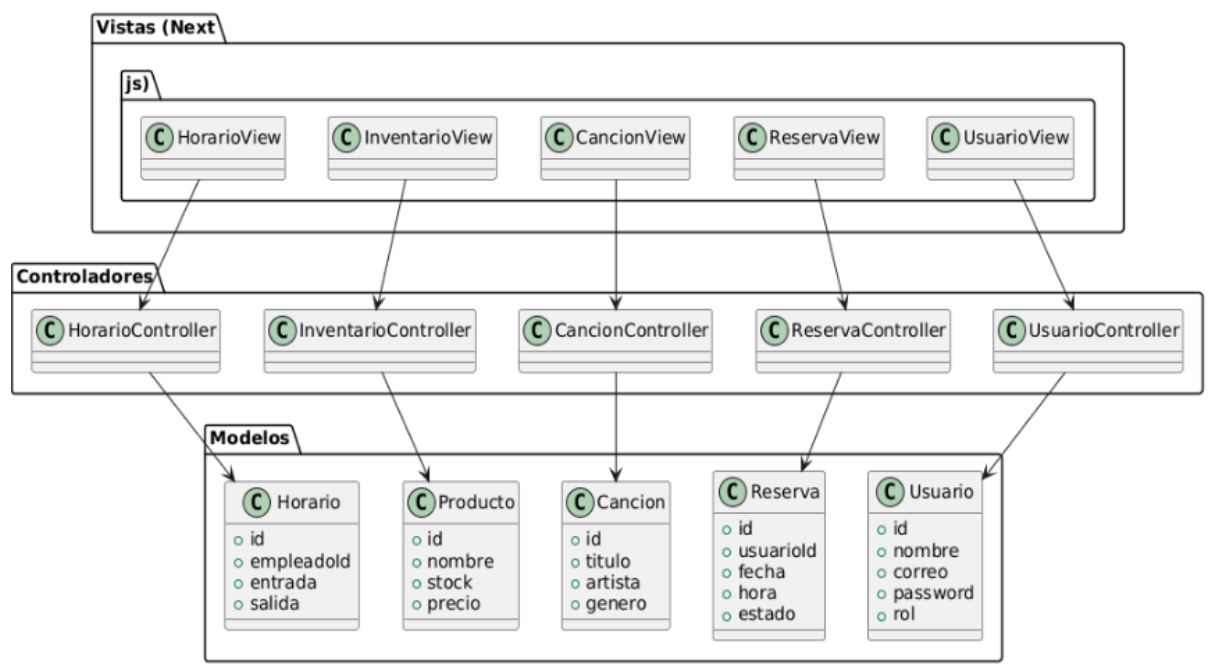 Vistas (Next
js)
C HorarioView
C InventarioView
C CancionView
C ReservaView
C UsuarioView
Controladores
C HorarioController
C InventarioController
C CancionController
C ReservaController
C UsuarioController
Modelos
C Horario
id
empleadoId
entrada
salida
C Producto
id
nombre
stock
precio
C Cancion
id
titulo
artista
genero
C Reserva
id
usuarioId
fecha
hora
estado
C Usuario
id
nombre
correo
password
rol